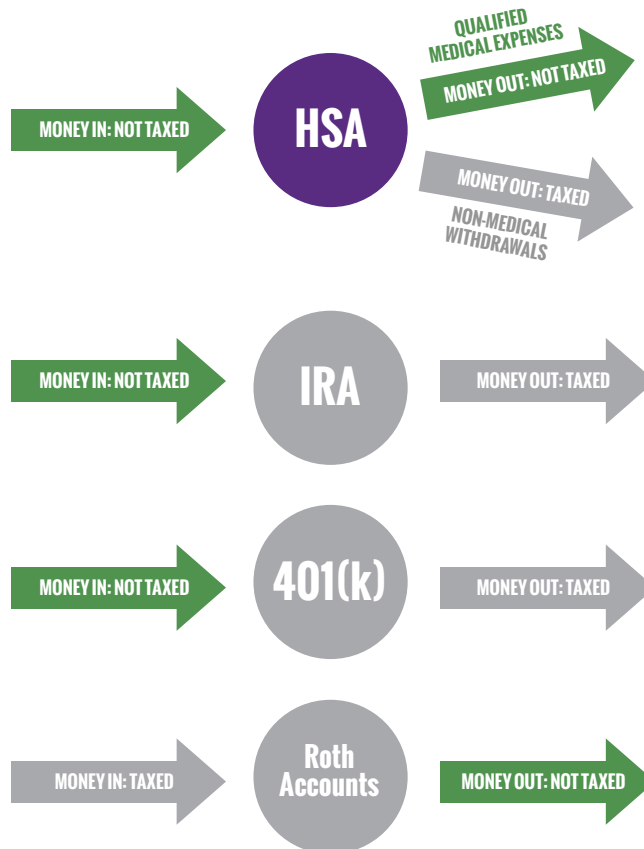 QUALIFIED
MEDICAL EXPENSES
MONEY IN: NOT TAXED
HSA
MONEY OUT: NOT TAXED
MONEY OUT: TAXED
NON-MEDICAL
WITHDRAWALS
MONEY IN: NOT TAXED
IRA
MONEY OUT: TAXED
MONEY IN: NOT TAXED
401(k)
MONEY OUT: TAXED
MONEY IN: TAXED
Roth
Accounts
MONEY OUT: NOT TAXED